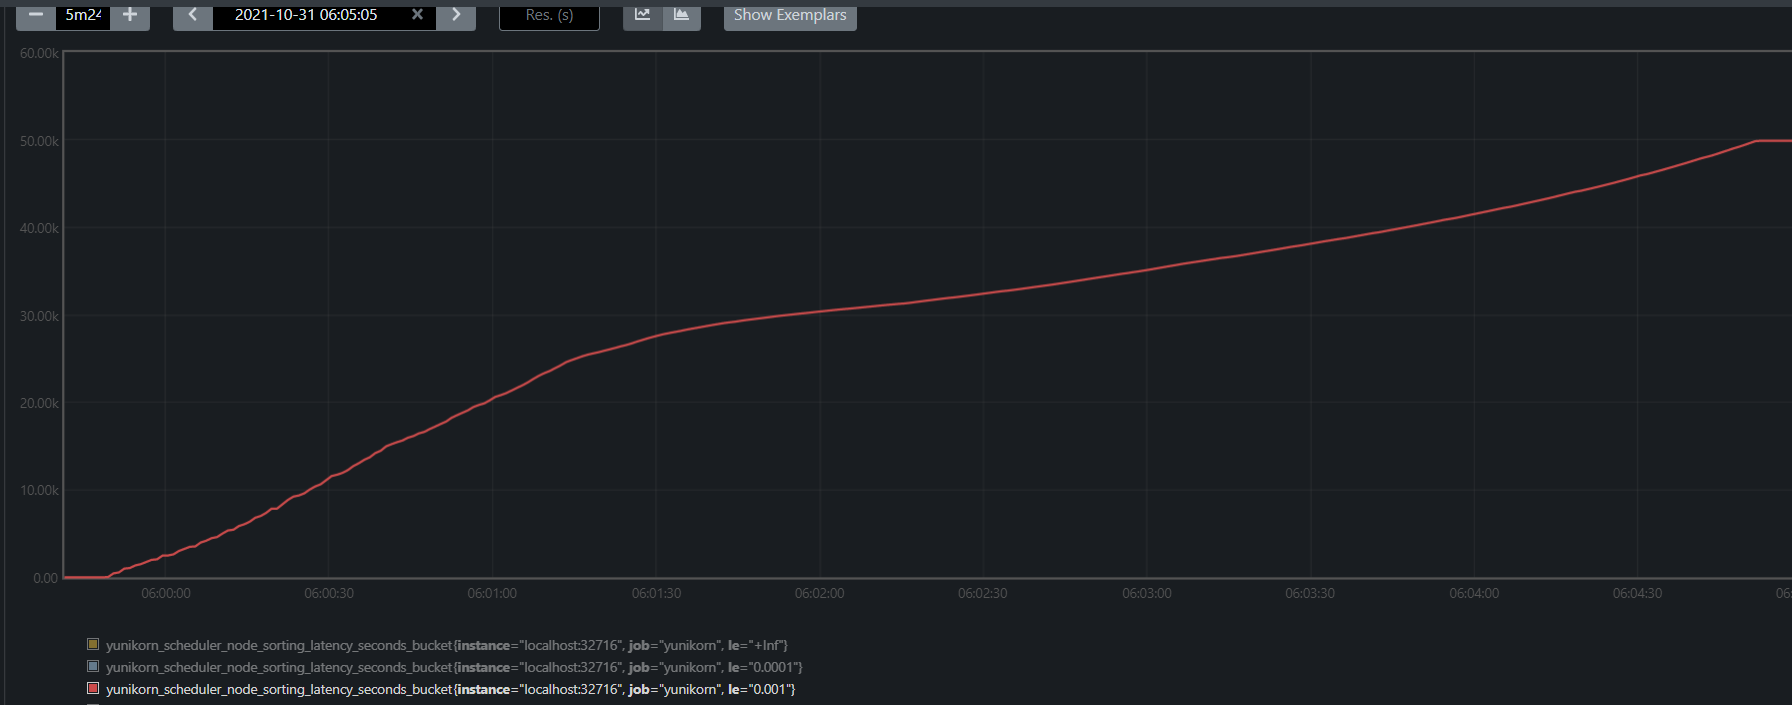 5m24 2021-10-31 06:05:05 Res. (s) Show Exemplars
60.00k
50.00k
40.00k
30.00k
20.00k
10.00k
0.00
06:00:00 06:00:30 06:01:00 06:01:30 06:02:00 06:02:30 06:03:00 06:03:30 06:04:00 06:04:30 06:
yunikorn_scheduler_node_sorting_latency_seconds_bucket{instance="localhost:32716", job="yunikorn", le="+Inf"}
yunikorn_scheduler_node_sorting_latency_seconds_bucket{instance="localhost:32716", job="yunikorn", le="0.0001"}
yunikorn_scheduler_node_sorting_latency_seconds_bucket{instance="localhost:32716", job="yunikorn", le="0.001"}